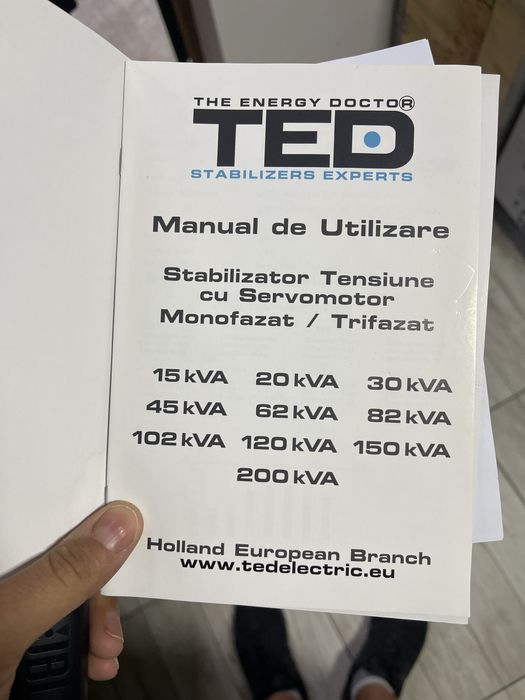 THE ENERGY DOCTO®
TED
STABILIZERS EXPERTS
Manual de Utilizare
Stabilizator Tensiune
cu Servomotor
Monofazat / Trifazat
15 kVA 20 kVA 30 kVA
45 kVA 62 kVA 82 kVA
102 kVA 120 kVA 150 kVA
200 kVA
Holland European Branch
www.tedelectric.eu